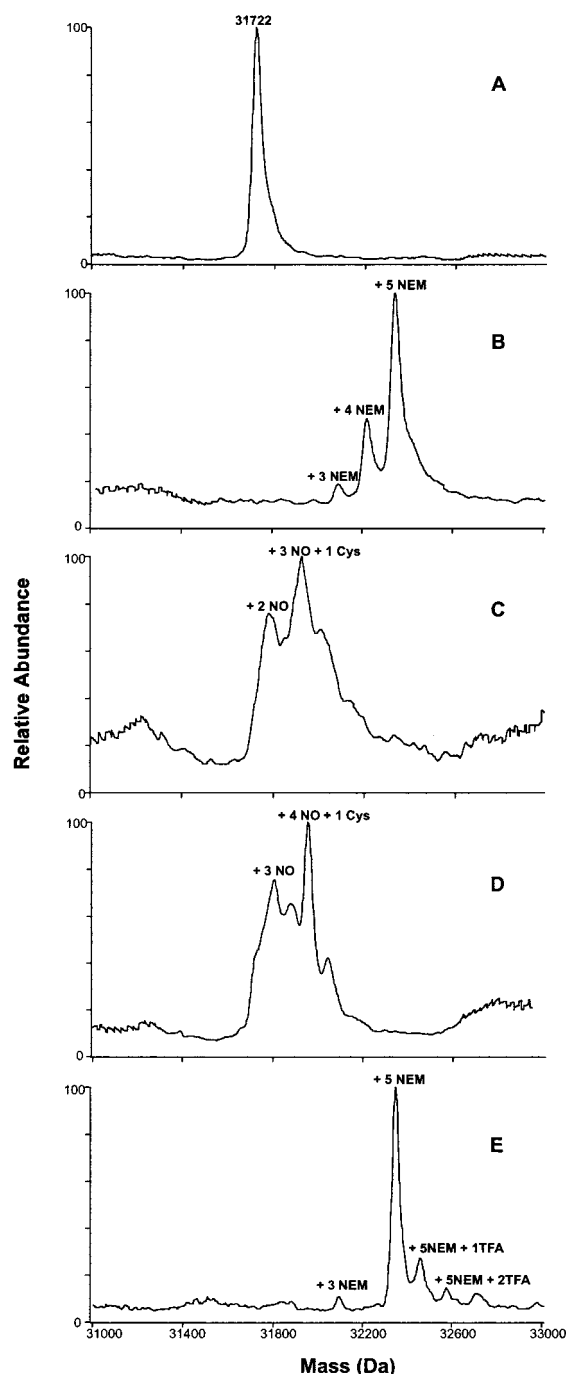 31722
100
A
0
+ 5 NEM
100
B
+ 4 NEM
+ 3 NEM
0
+ 3 NO + 1 Cys
100
+ 2 NO
C
0
+ 4 NO + 1 Cys
100
+ 3 NO
D
0
+ 5 NEM
100
E
+ 5NEM + 1TFA
+ 3 NEM
+ 5NEM + 2TFA
0
31000 31400 31800 32200 32600 33000
Mass (Da)
Relative Abundance